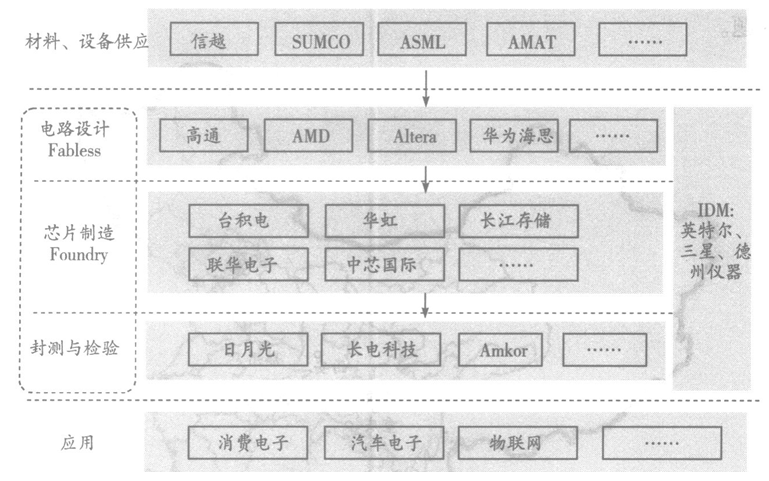 材料、设备供应
信越
SUMCO
ASML
AMAT
……
电路设计
Fabless
高通
AMD
Altera
华为海思
……
芯片制造
Foundry
台积电
华虹
长江存储
联华电子
中芯国际
……
IDM:
英特尔、
三星、德
州仪器
封测与检验
日月光
长电科技
Amkor
……
应用
消费电子
汽车电子
物联网
……